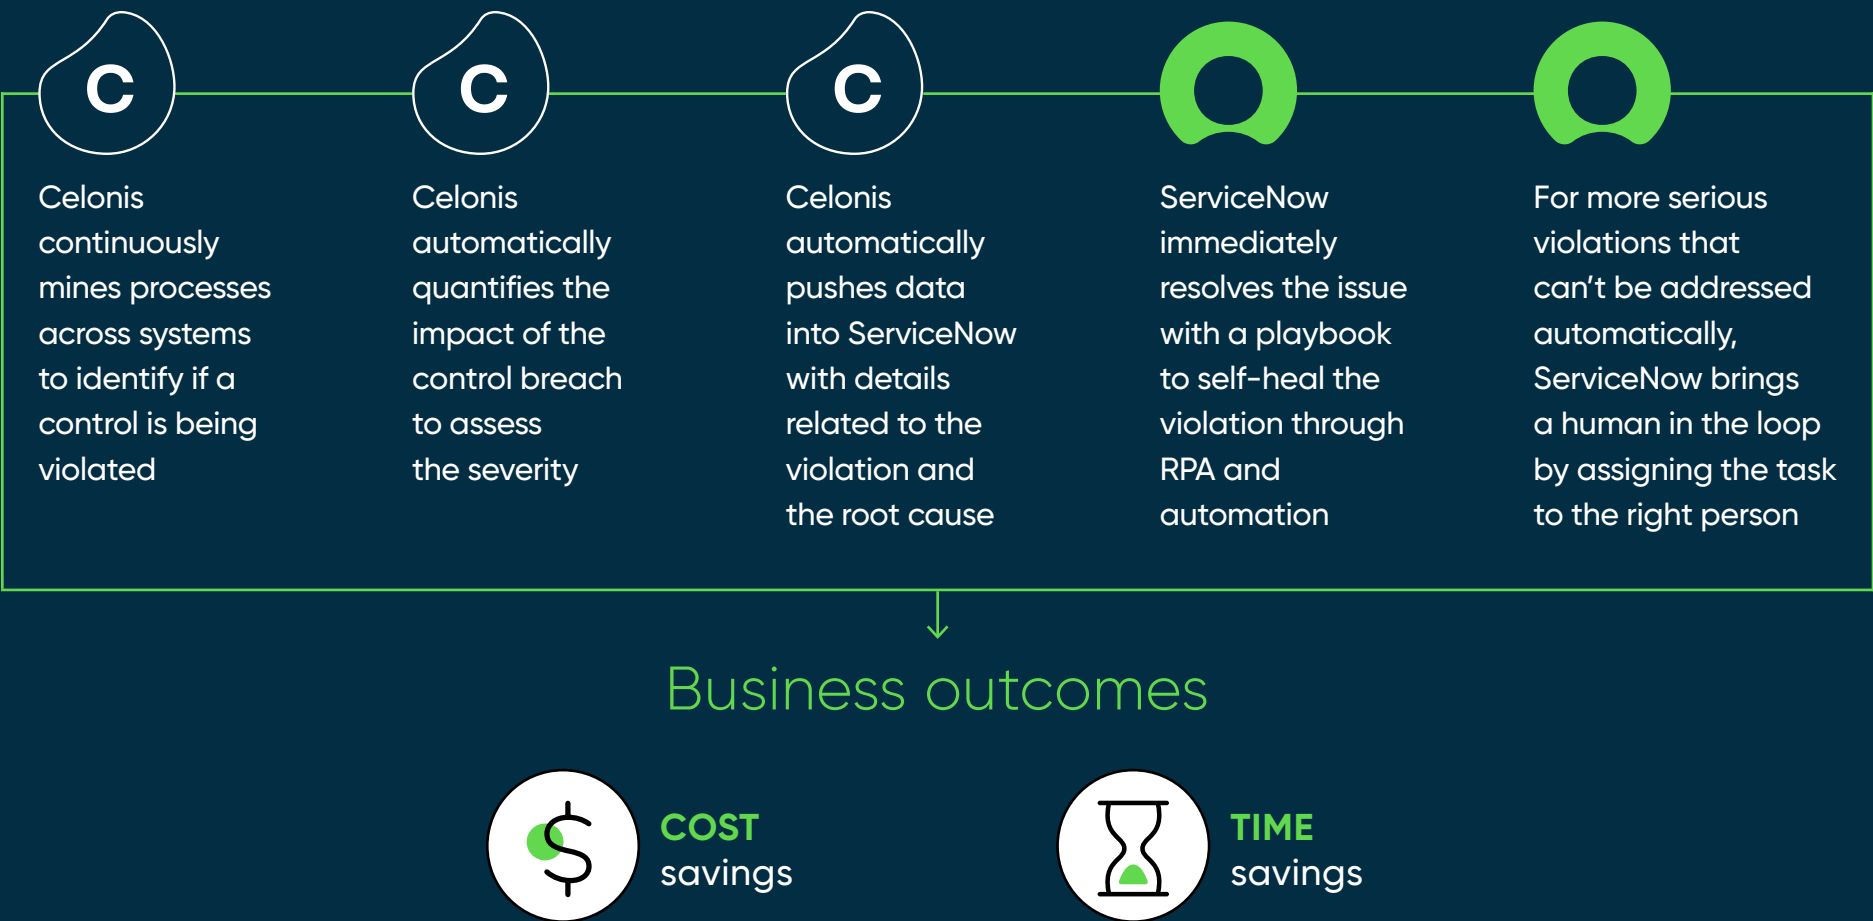 C
C
C
Celonis
continuously
mines processes
across systems
to identify if a
control is being
violated
Celonis
automatically
quantifies the
impact of the
control breach
to assess
the severity
Celonis
automatically
pushes data
into ServiceNow
with details
related to the
violation and
the root cause
ServiceNow
immediately
resolves the issue
with a playbook
to self-heal the
violation through
RPA and
automation
For more serious
violations that
can't be addressed
automatically,
ServiceNow brings
a human in the loop
by assigning the task
to the right person
Business outcomes
$
COST
savings
TIME
savings